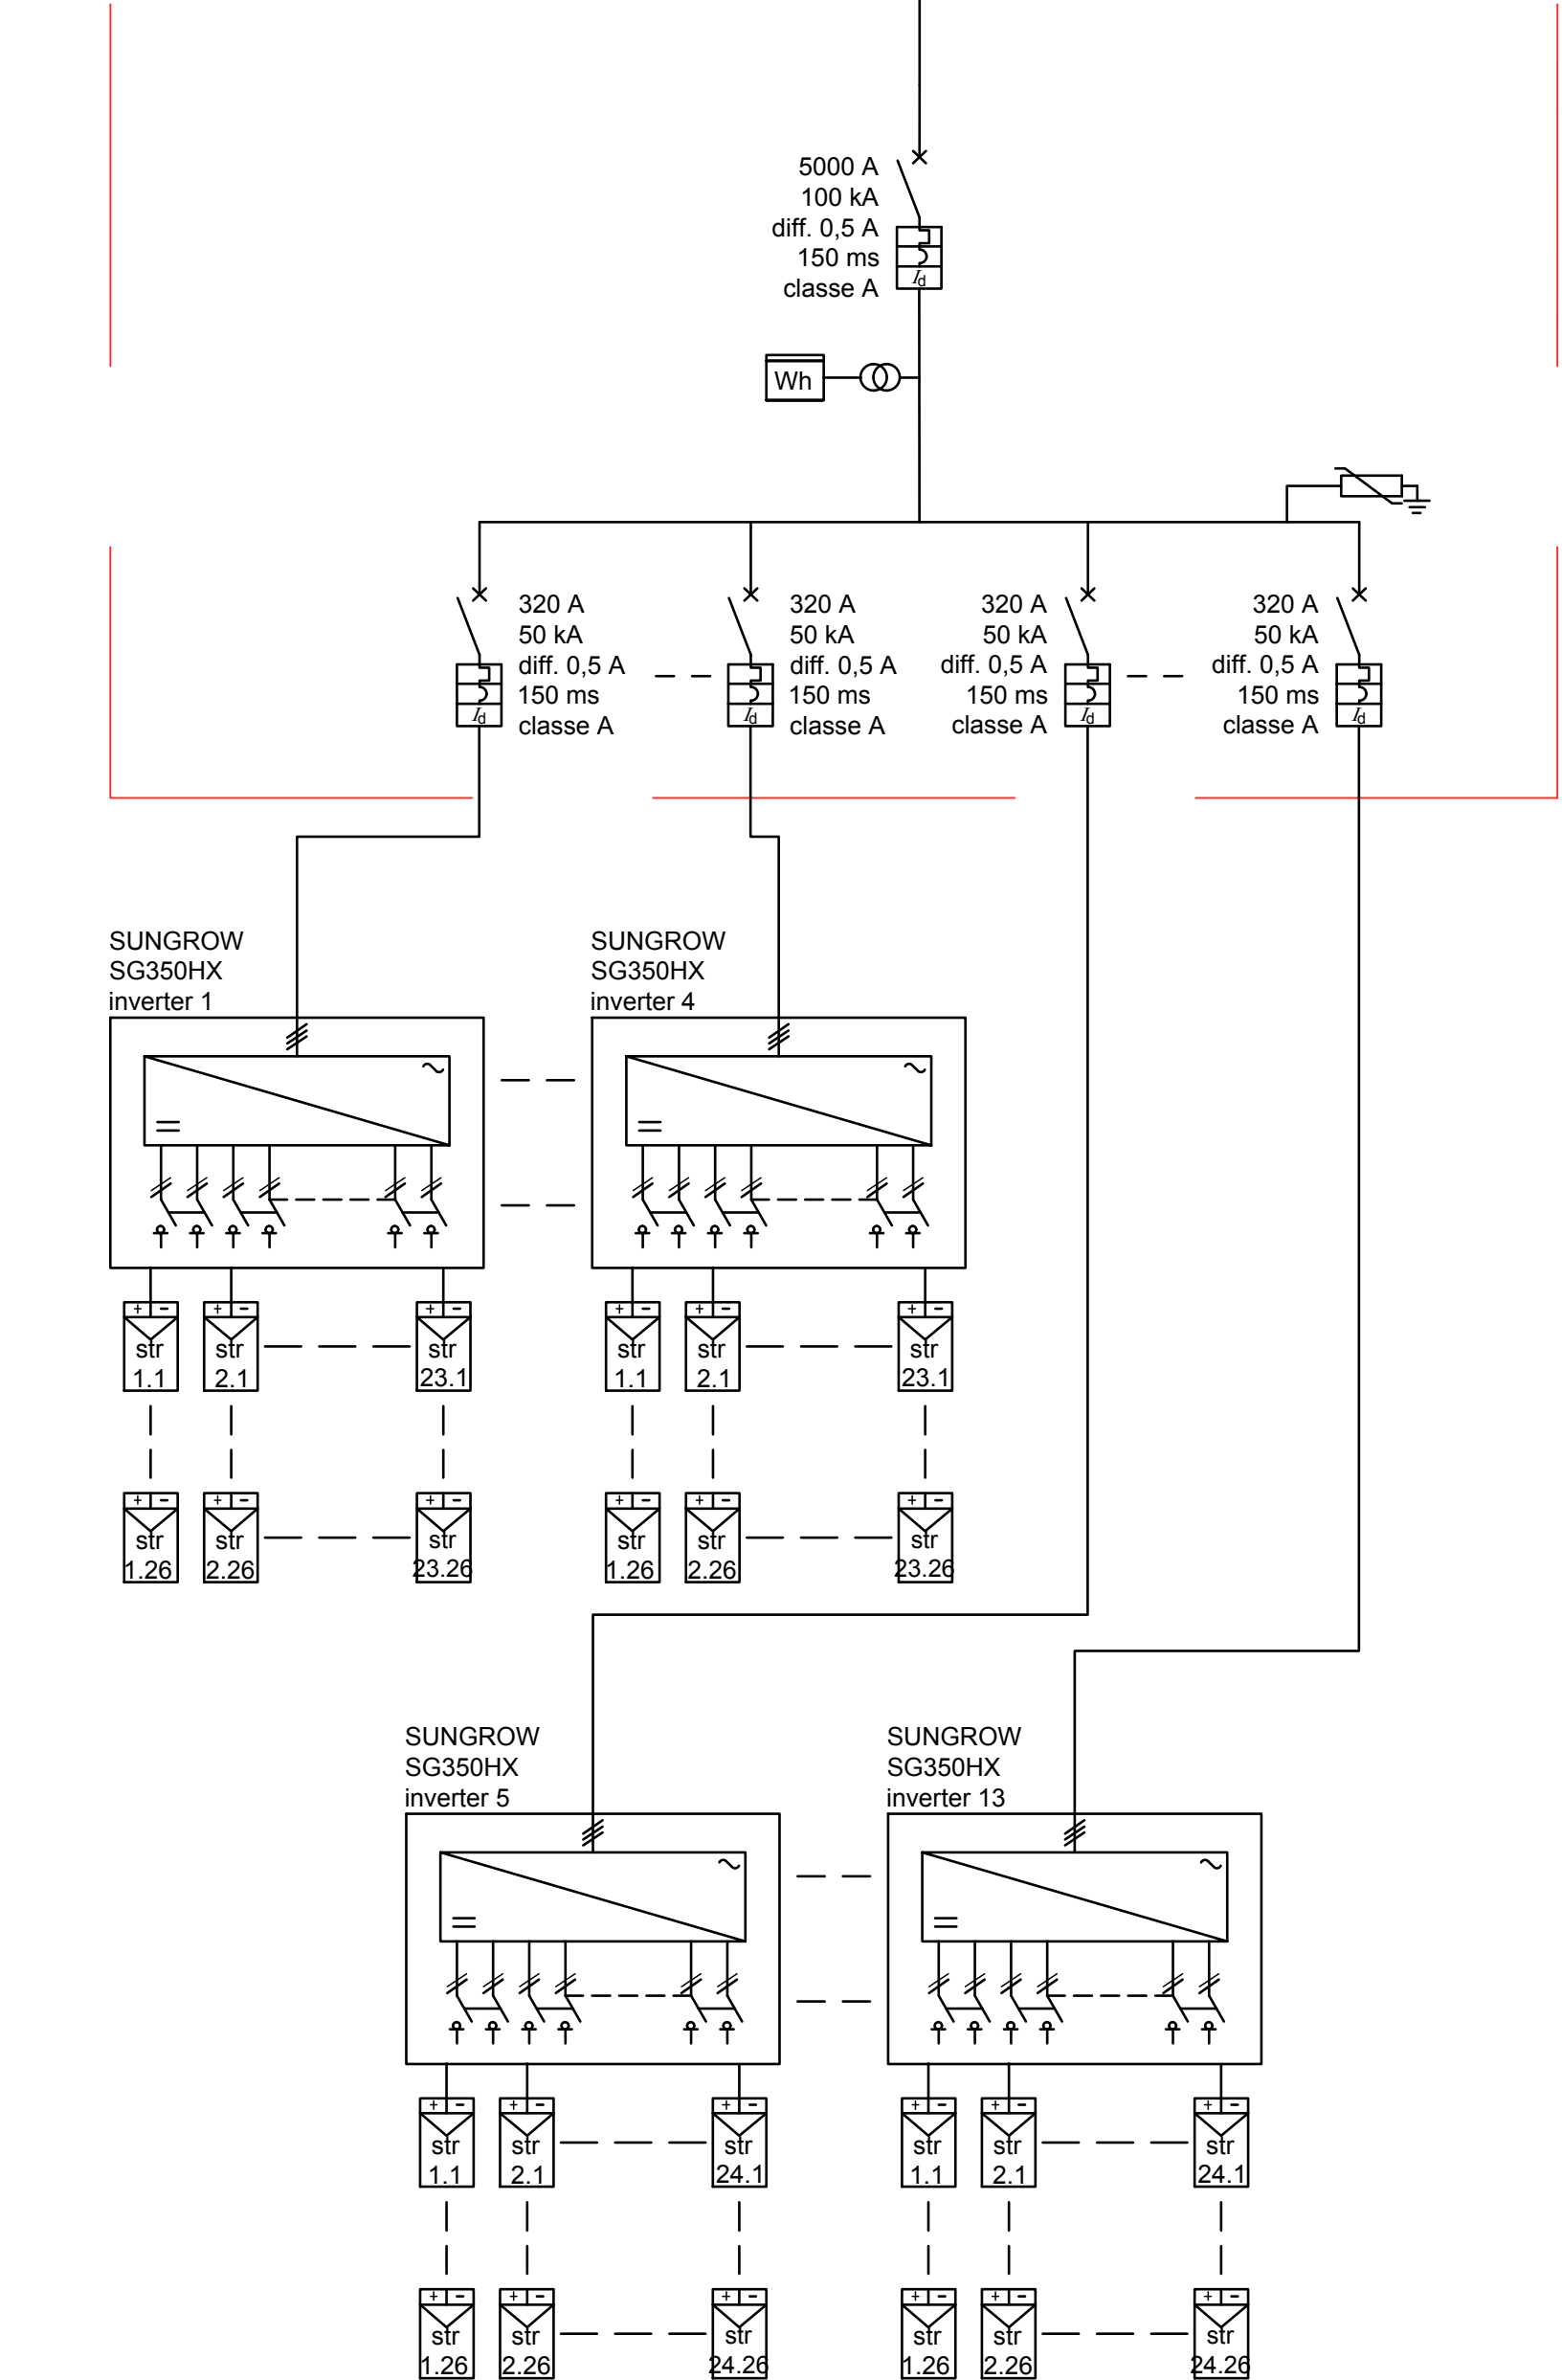 5000 A
100 kA
diff. 0,5 A
150 ms
classe A
Id
Wh
320 A
50 kA
diff. 0,5 A
150 ms
classe A
Id
320 A
50 kA
diff. 0,5 A
150 ms
classe A
Id
320 A
50 kA
diff. 0,5 A
150 ms
classe A
Id
320 A
50 kA
diff. 0,5 A
150 ms
classe A
Id
SUNGROW
SG350HX
inverter 1
+ -
str
1.1
+ -
str
2.1
+ -
str
23.1
+ -
str
1.26
+ -
str
2.26
+ -
str
23.26
SUNGROW
SG350HX
inverter 4
+ -
str
1.1
+ -
str
2.1
+ -
str
23.1
+ -
str
1.26
+ -
str
2.26
+ -
str
23.26
SUNGROW
SG350HX
inverter 5
+ -
str
1.1
+ -
str
2.1
+ -
str
24.1
+ -
str
1.26
+ -
str
2.26
+ -
str
24.26
SUNGROW
SG350HX
inverter 13
+ -
str
1.1
+ -
str
2.1
+ -
str
24.1
+ -
str
1.26
+ -
str
2.26
+ -
str
24.26